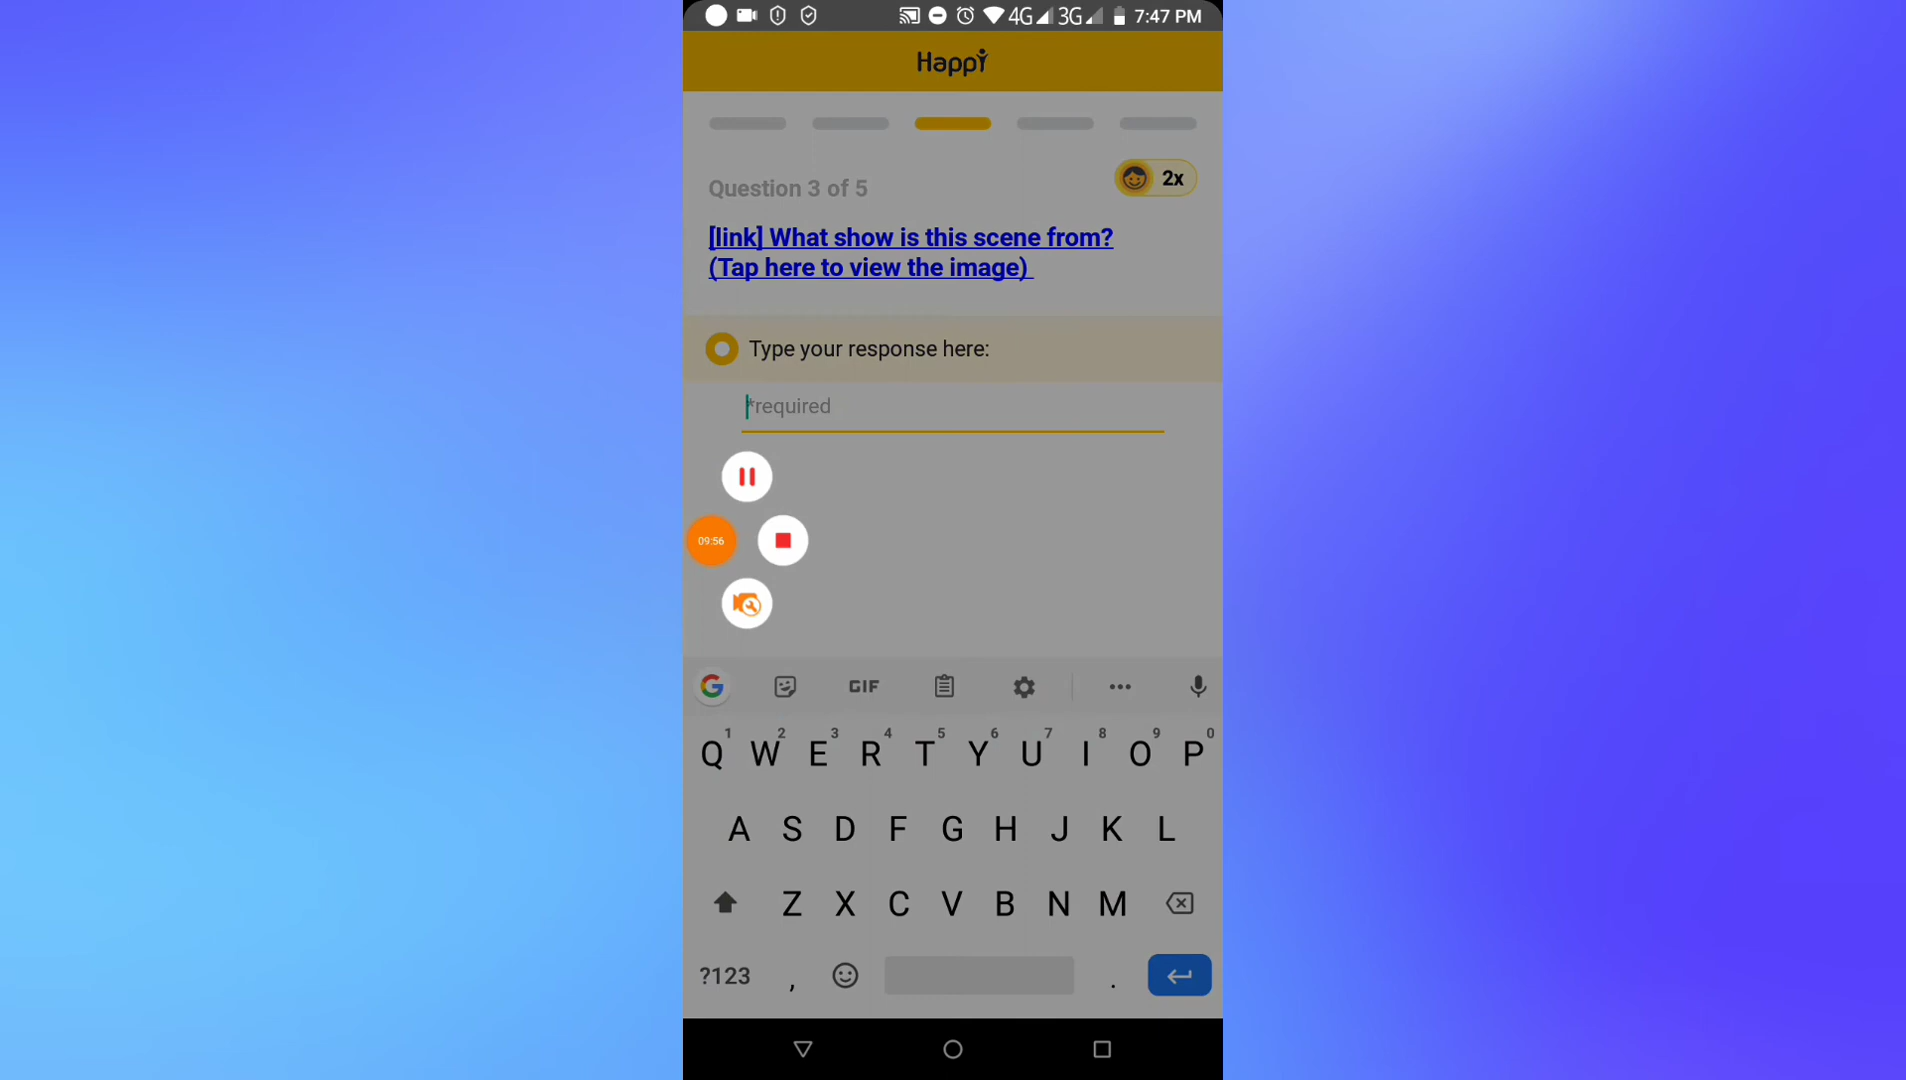 4G 3G 7:47 PM
Happi
2x
Question 3 of 5
[link] What show is this scene from?
(Tap here to view the image)
Type your response here:
*required
09:56
G GIF
1 2 3 4 5 6 7 8 9 0
Q W E R T Y U I O P
A S D F G H J K L
Z X C V B N M
?123 , .